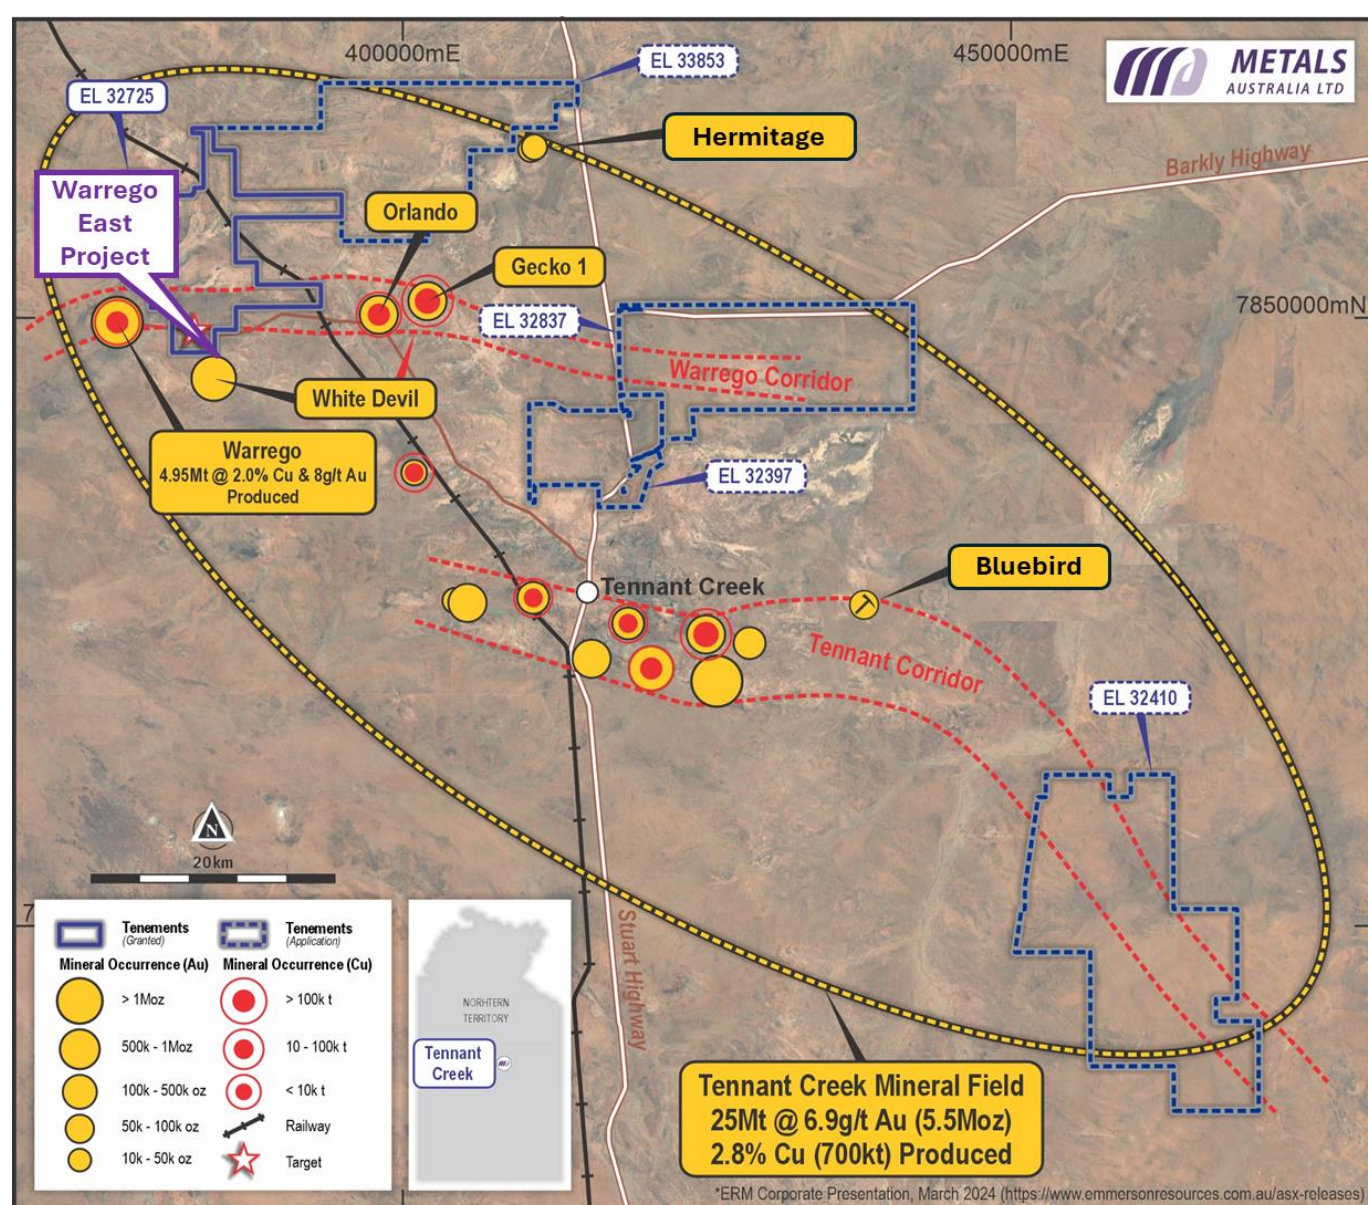 400000mE
450000mE
EL 33853
METALS
AUSTRALIA LTD
EL 32725
Hermitage
Barkly Highway
Warrego
East
Project
Orlando
Gecko 1
EL 32837
7850000mN
Warrego Corridor
White Devil
Warrego
4.95Mt @ 2.0% Cu & 8g/t Au
Produced
EL 32397
Bluebird
Tennant Creek
Tennant Corridor
EL 32410
N
20km
7
Stuart Highway
Tenements
(Granted)
Tenements
(Application)
Mineral Occurrence (Au)
Mineral Occurrence (Cu)
> 1Moz
> 100k t
500k - 1Moz
10 - 100k t
100k - 500k oz
< 10k t
50k - 100k oz
Railway
10k - 50k oz
Target
NORHTERN
TERRITORY
Tennant
Creek
Tennant Creek Mineral Field
25Mt @ 6.9g/t Au (5.5Moz)
2.8% Cu (700kt) Produced
*ERM Corporate Presentation, March 2024 (https://www.emmersonresources.com.au/asx-releases)